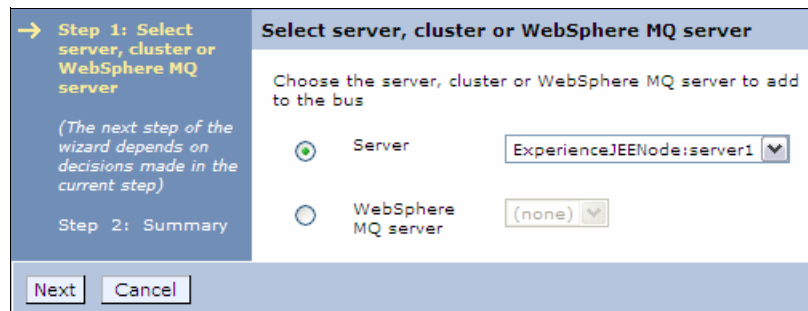 Step 1: Select
server, cluster or
WebSphere MQ
server
(The next step of the
wizard depends on
decisions made in the
current step)
Step 2: Summary
Select server, cluster or WebSphere MQ server
Choose the server, cluster or WebSphere MQ server to add
to the bus
Server
ExperienceJEENode:server1
WebSphere
MQ server
(none)
Next
Cancel